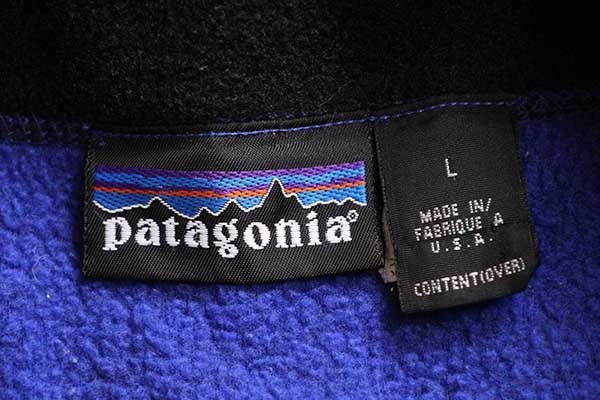 patagonia®
L
MADE IN/
FABRIQUE A
U.S.A.
CONTENT(OVER)